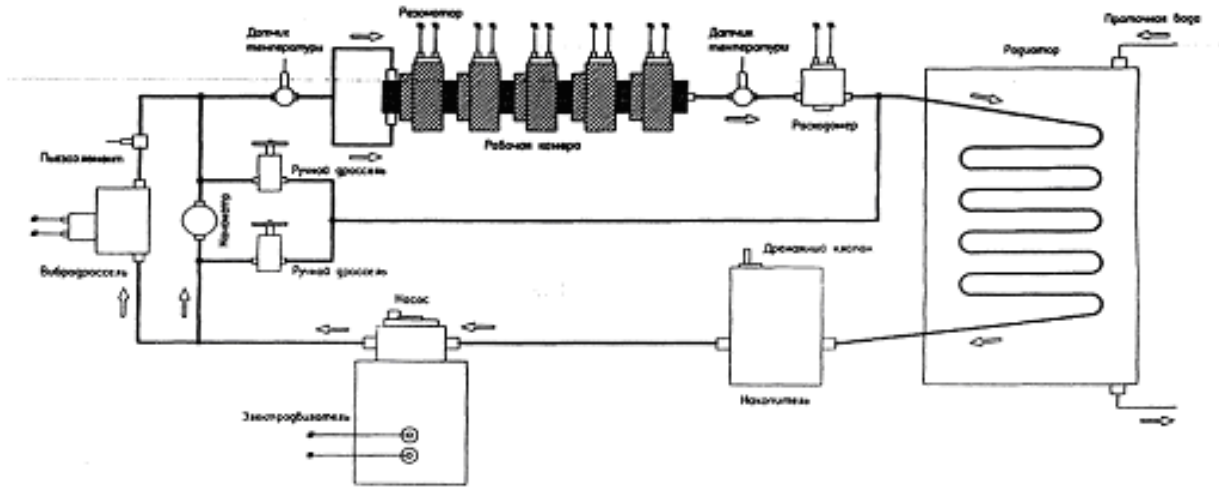 Резонатор
Проточная вода
Датчик
температуры
Датчик
температуры
Радиатор
Расходомер
Рабочая камера
Пьезоэлемент
Ручной дроссель
Манометр
Дренажный клапан
Вибродроссель
Ручной дроссель
Насос
Накопитель
Электродвигатель